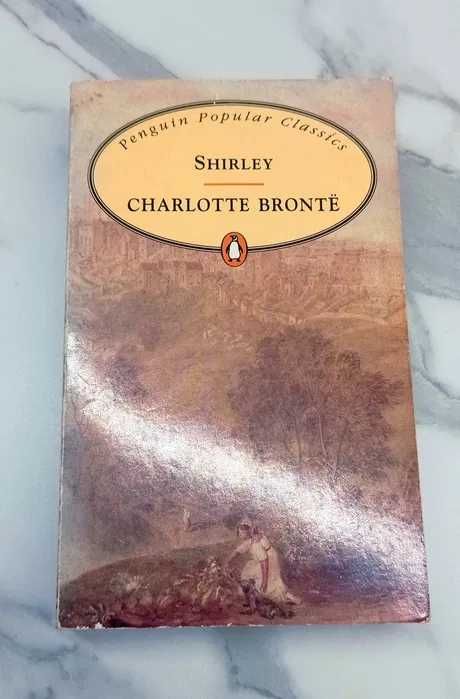 Penguin Popular Classics
SHIRLEY
CHARLOTTE BRONTË